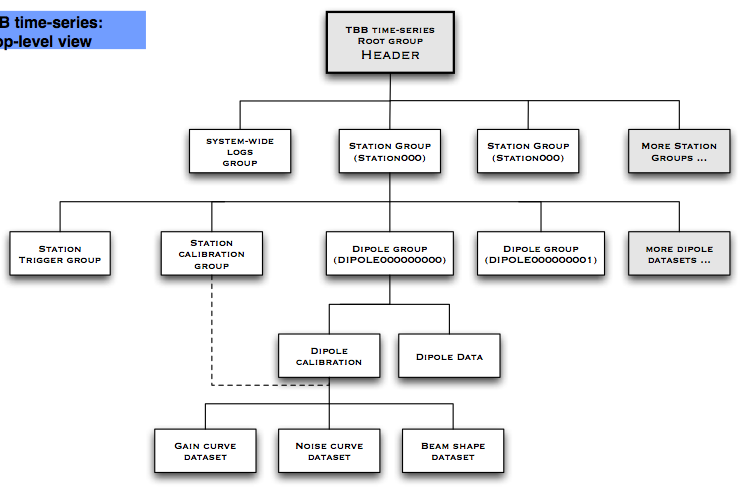 B time-series:
op-level view
TBB TIME-SERIES
ROOT GROUP
HEADER
SYSTEM-WIDE
LOGS
GROUP
STATION GROUP
(STATION000)
STATION GROUP
(STATION000)
MORE STATION
GROUPS ...
STATION
TRIGGER GROUP
STATION
CALIBRATION
GROUP
DIPOLE GROUP
(DIPOLE000000000)
DIPOLE GROUP
(DIPOLE000000001)
MORE DIPOLE
DATASETS ...
DIPOLE
CALIBRATION
DIPOLE DATA
GAIN CURVE
DATASET
NOISE CURVE
DATASET
BEAM SHAPE
DATASET